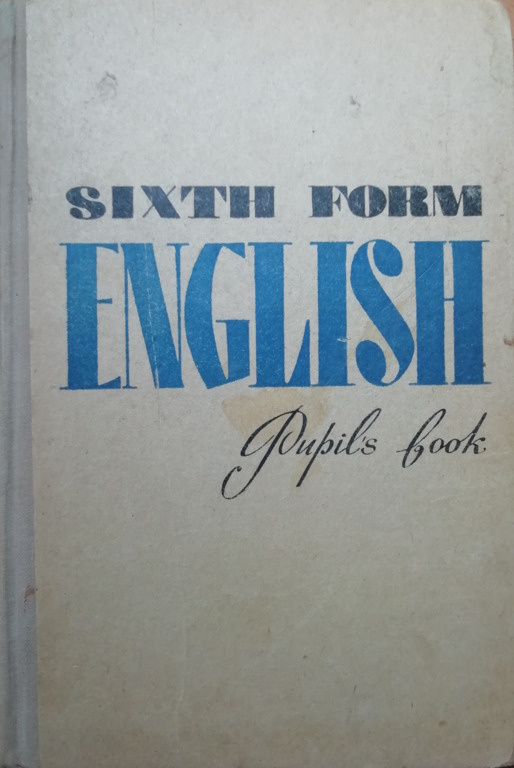 SIXTH FORM
ENGLISH
Pupil's book